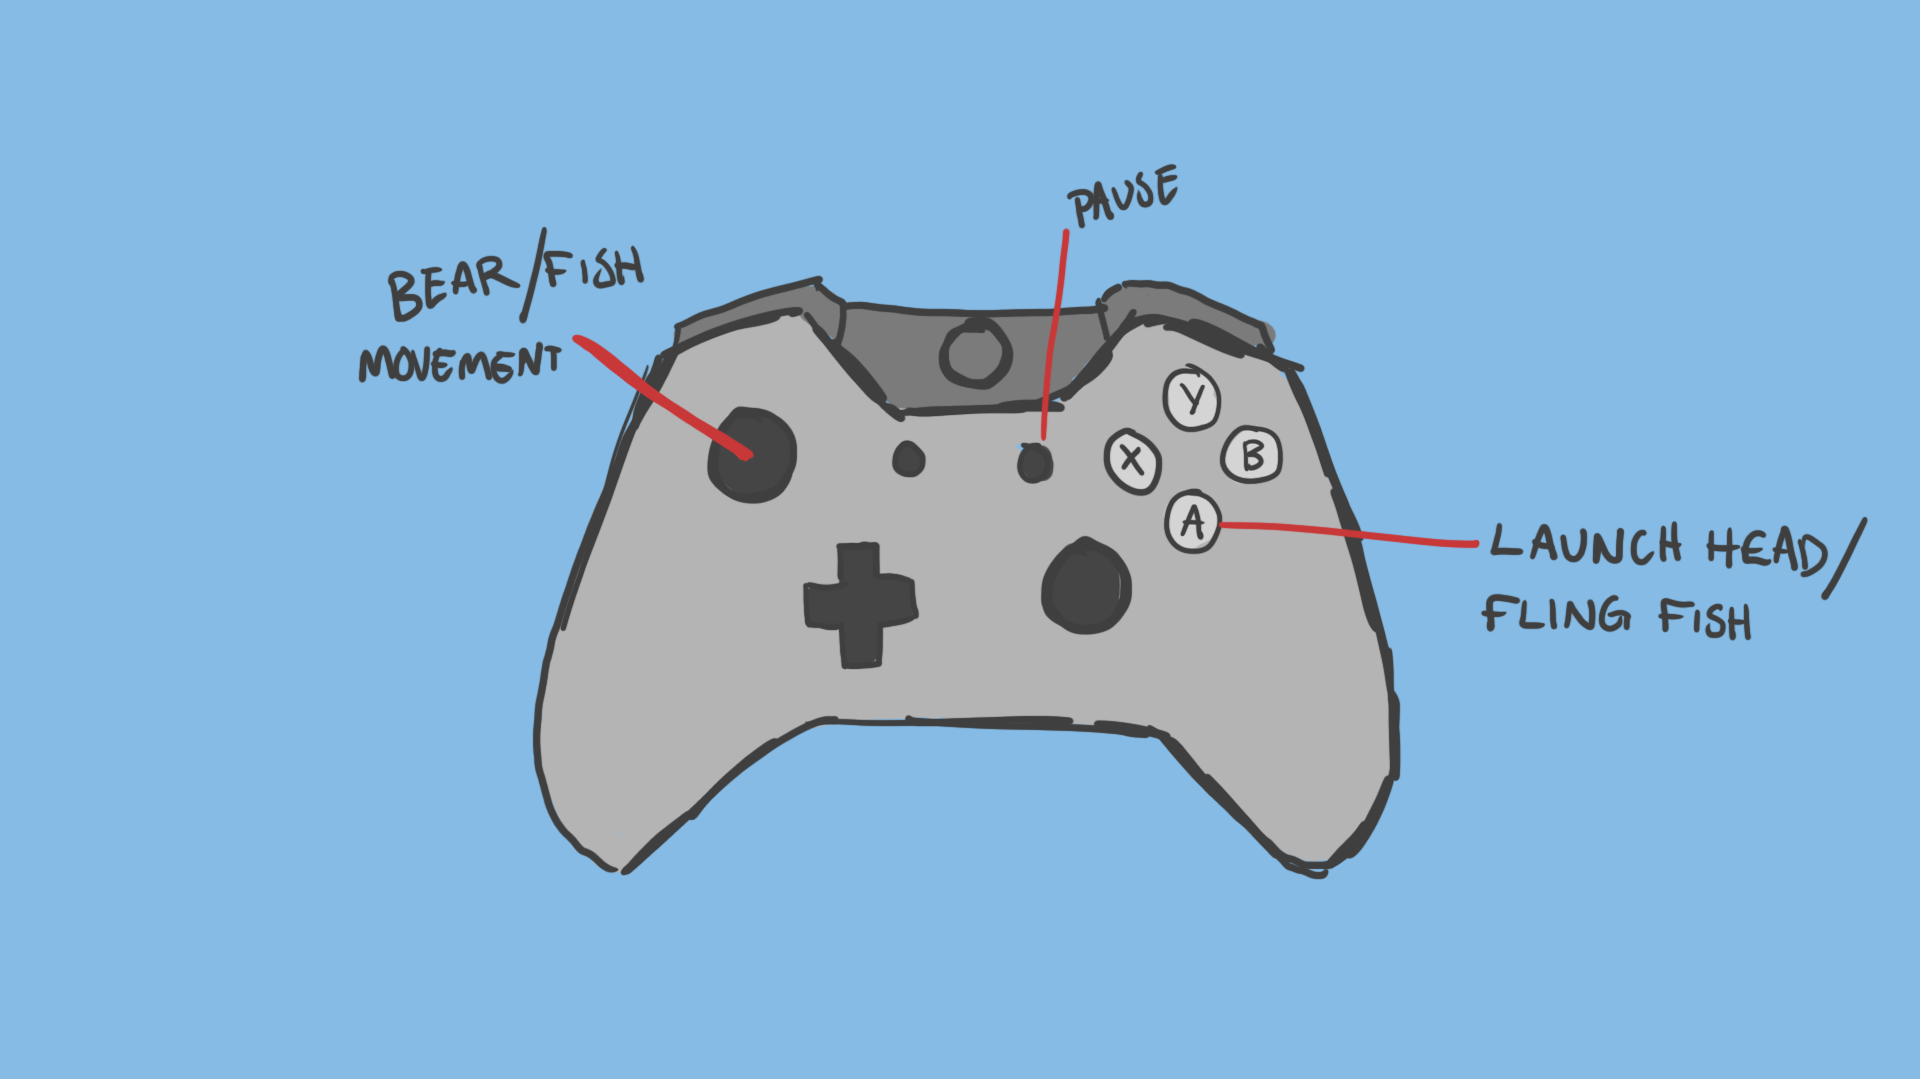 PAUSE
BEAR/FISH
MOVEMENT
Y
X
B
A
LAUNCH HEAD/
FLING FISH